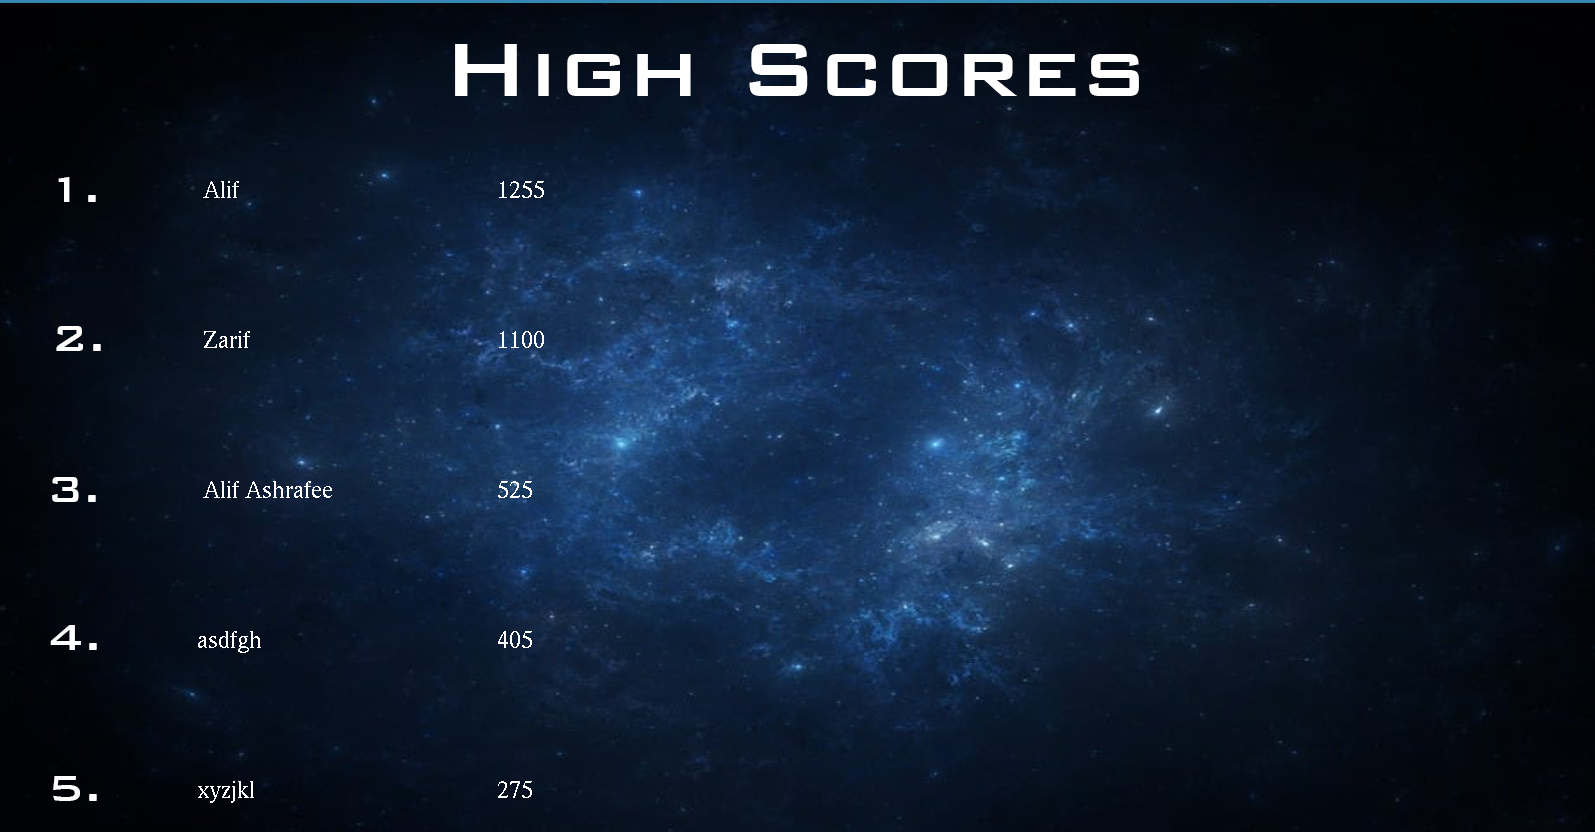 High Scores
1. Alif 1255
2. Zarif 1100
3. Alif Ashrafee 525
4. asdfgh 405
5. xyzjkl 275